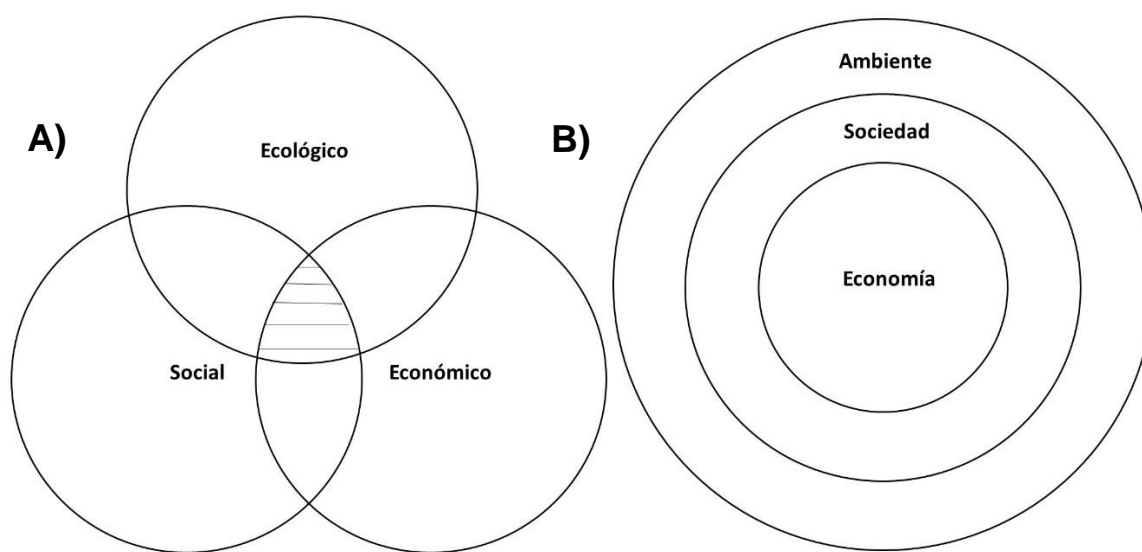 A)
Ecológico
Social
Económico
B)
Ambiente
Sociedad
Economía